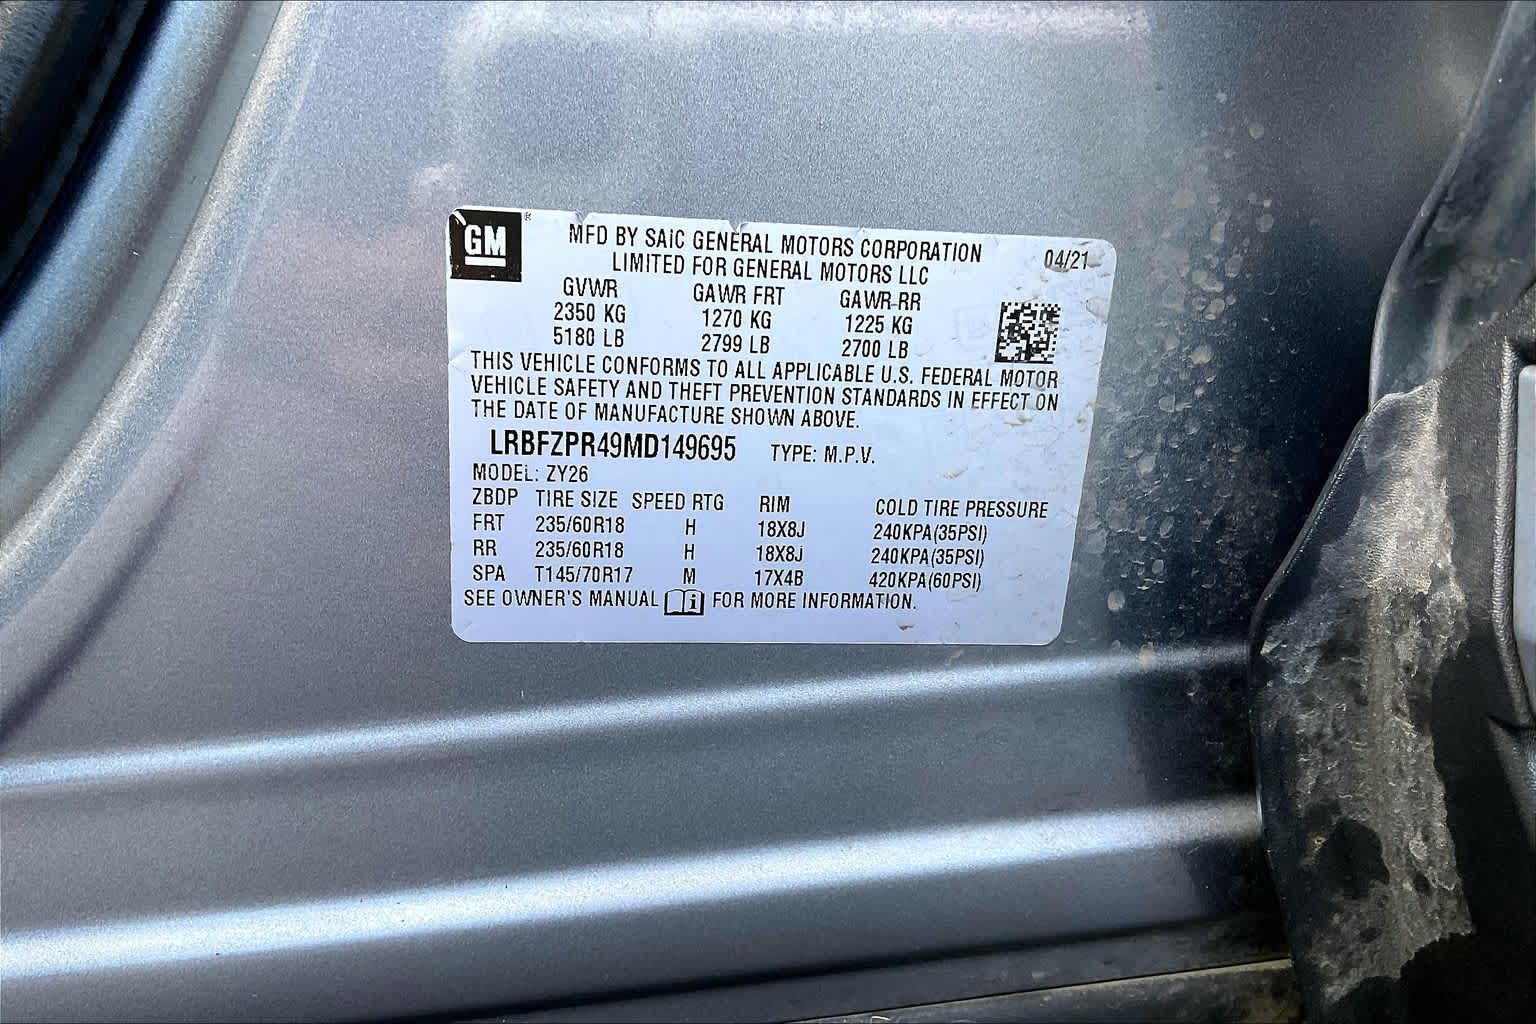 GM ®
MFD BY SAIC GENERAL MOTORS CORPORATION
LIMITED FOR GENERAL MOTORS LLC
04/21
GVWR GAWR FRT GAWR RR
2350 KG 1270 KG 1225 KG
5180 LB 2799 LB 2700 LB
THIS VEHICLE CONFORMS TO ALL APPLICABLE U.S. FEDERAL MOTOR
VEHICLE SAFETY AND THEFT PREVENTION STANDARDS IN EFFECT ON
THE DATE OF MANUFACTURE SHOWN ABOVE.
LRBFZPR49MD149695 TYPE: M.P.V.
MODEL: ZY26
ZBDP TIRE SIZE SPEED RTG RIM COLD TIRE PRESSURE
FRT 235/60R18 H 18X8J 240KPA(35PSI)
RR 235/60R18 H 18X8J 240KPA(35PSI)
SPA T145/70R17 M 17X4B 420KPA(60PSI)
SEE OWNER'S MANUAL FOR MORE INFORMATION.